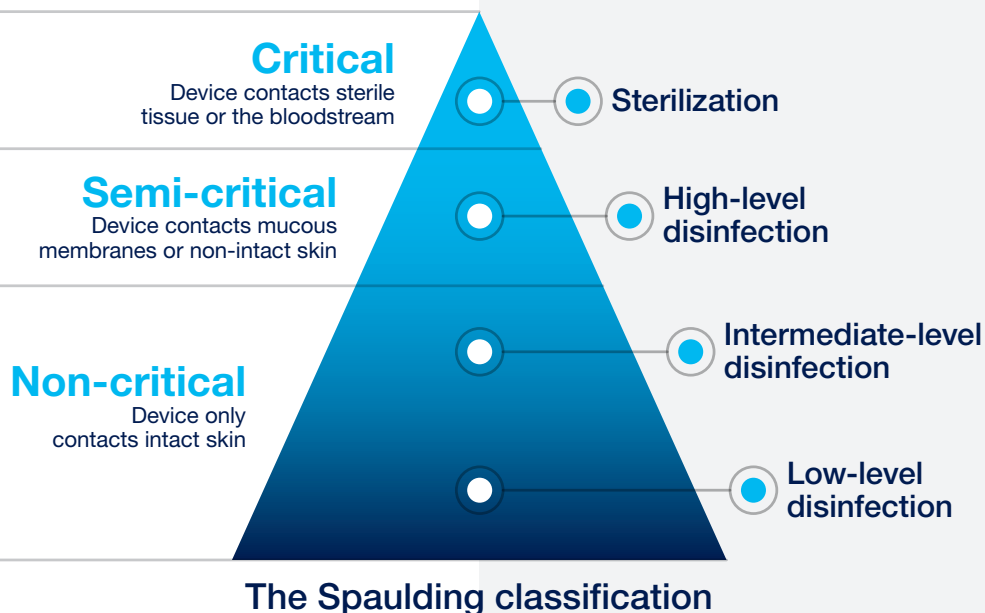 Critical
Device contacts sterile
tissue or the bloodstream
Sterilization
Semi-critical
Device contacts mucous
membranes or non-intact skin
High-level
disinfection
Non-critical
Device only
contacts intact skin
Intermediate-level
disinfection
Low-level
disinfection
The Spaulding classification